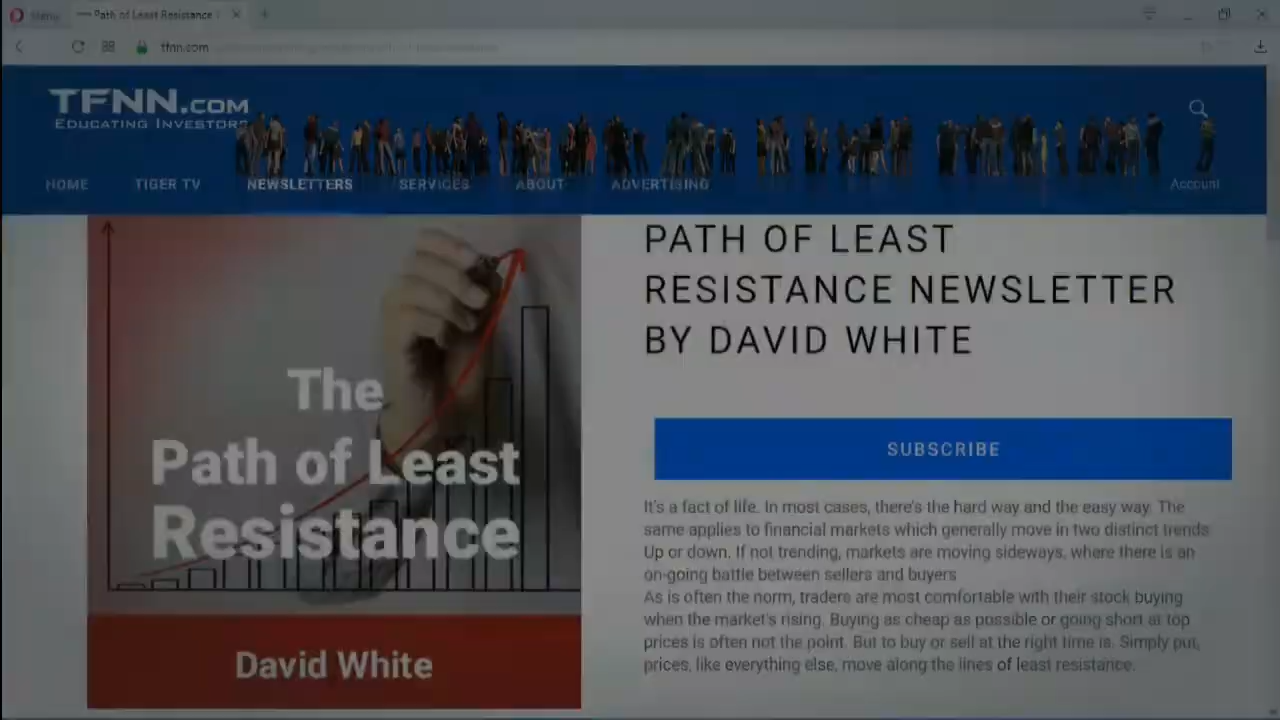 Menu
Path of Least Resistance
tfnn.com
TFNN.COM
EDUCATING INVESTORS
HOME
TIGER TV
NEWSLETTERS
SERVICES
ABOUT
ADVERTISING
Account
The
Path of Least
Resistance
David White
PATH OF LEAST
RESISTANCE NEWSLETTER
BY DAVID WHITE
SUBSCRIBE
It's a fact of life. In most cases, there's the hard way and the easy way. The
same applies to financial markets which generally move in two distinct trends
Up or down. If not trending, markets are moving sideways, where there is an
on-going battle between sellers and buyers
As is often the norm, traders are most comfortable with their stock buying
when the market's rising. Buying as cheap as possible or going short at top
prices is often not the point. But to buy or sell at the right time is. Simply put,
prices, like everything else, move along the lines of least resistance.